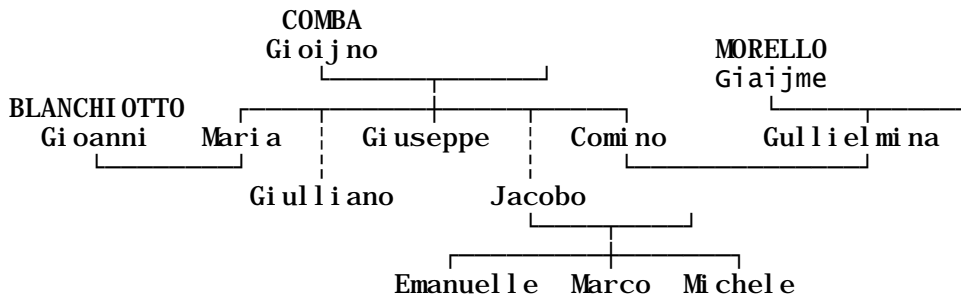 COMBA
Gioijno MORELLO
Giaijme
BLANCHIOTTO
Gioanni Maria Giuseppe Comino Gullielmina
Giulliano Jacobo
Emanuelle Marco Michele